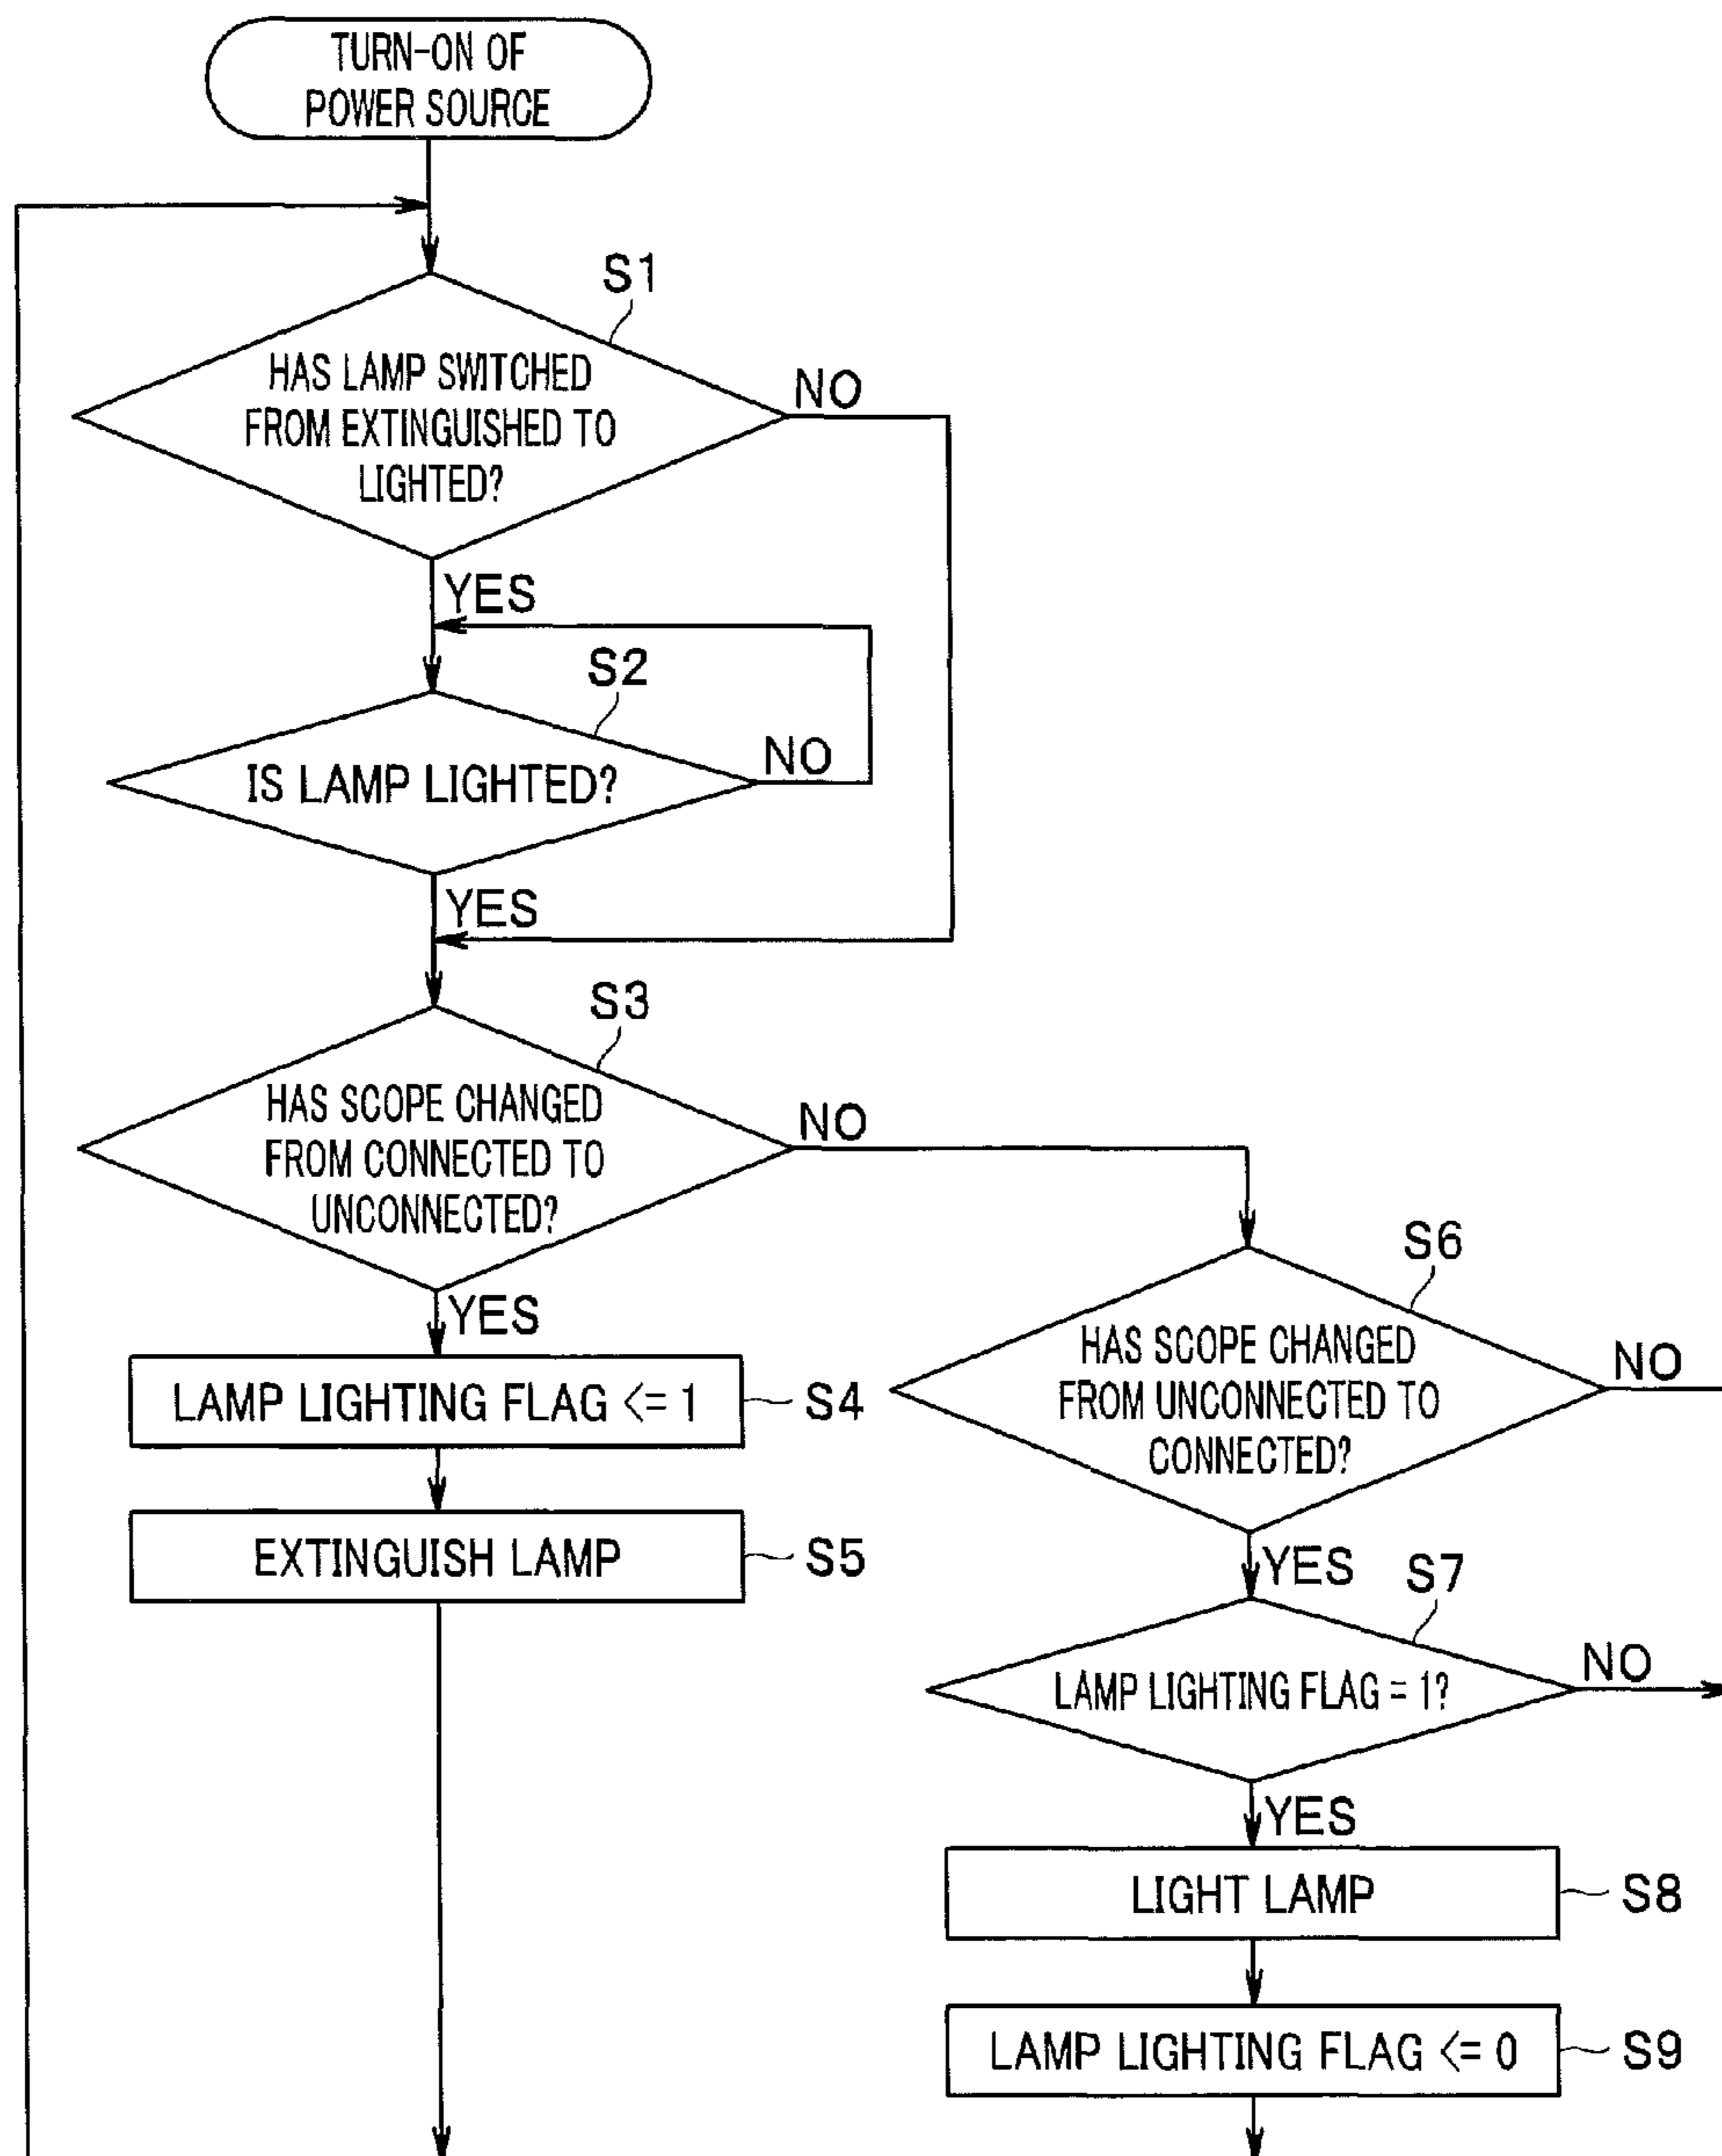 TURN-ON OF
POWER SOURCE
S1
HAS LAMP SWITCHED
FROM EXTINGUISHED TO
LIGHTED?
NO
YES
S2
IS LAMP LIGHTED?
NO
YES
S3
HAS SCOPE CHANGED
FROM CONNECTED TO
UNCONNECTED?
NO
YES
LAMP LIGHTING FLAG <= 1
S4
EXTINGUISH LAMP
S5
S6
HAS SCOPE CHANGED
FROM UNCONNECTED TO
CONNECTED?
NO
YES
S7
LAMP LIGHTING FLAG = 1?
NO
YES
LIGHT LAMP
S8
LAMP LIGHTING FLAG <= 0
S9